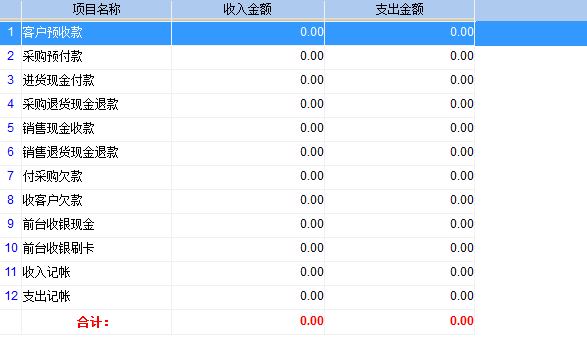 项目名称 收入金额 支出金额
1 客户预收款 0.00 0.00
2 采购预付款 0.00 0.00
3 进货现金付款 0.00 0.00
4 采购退货现金退款 0.00 0.00
5 销售现金收款 0.00 0.00
6 销售退货现金退款 0.00 0.00
7 付采购欠款 0.00 0.00
8 收客户欠款 0.00 0.00
9 前台收银现金 0.00 0.00
10 前台收银刷卡 0.00 0.00
11 收入记帐 0.00 0.00
12 支出记帐 0.00 0.00
合计： 0.00 0.00